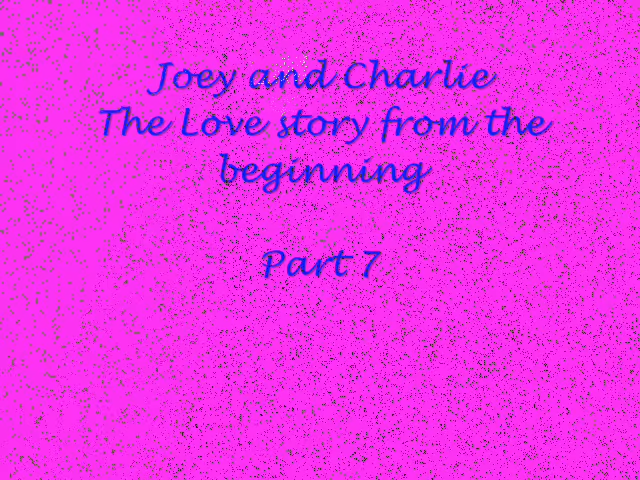 Joey and Charlie
The Love story from the
beginning
Part 7